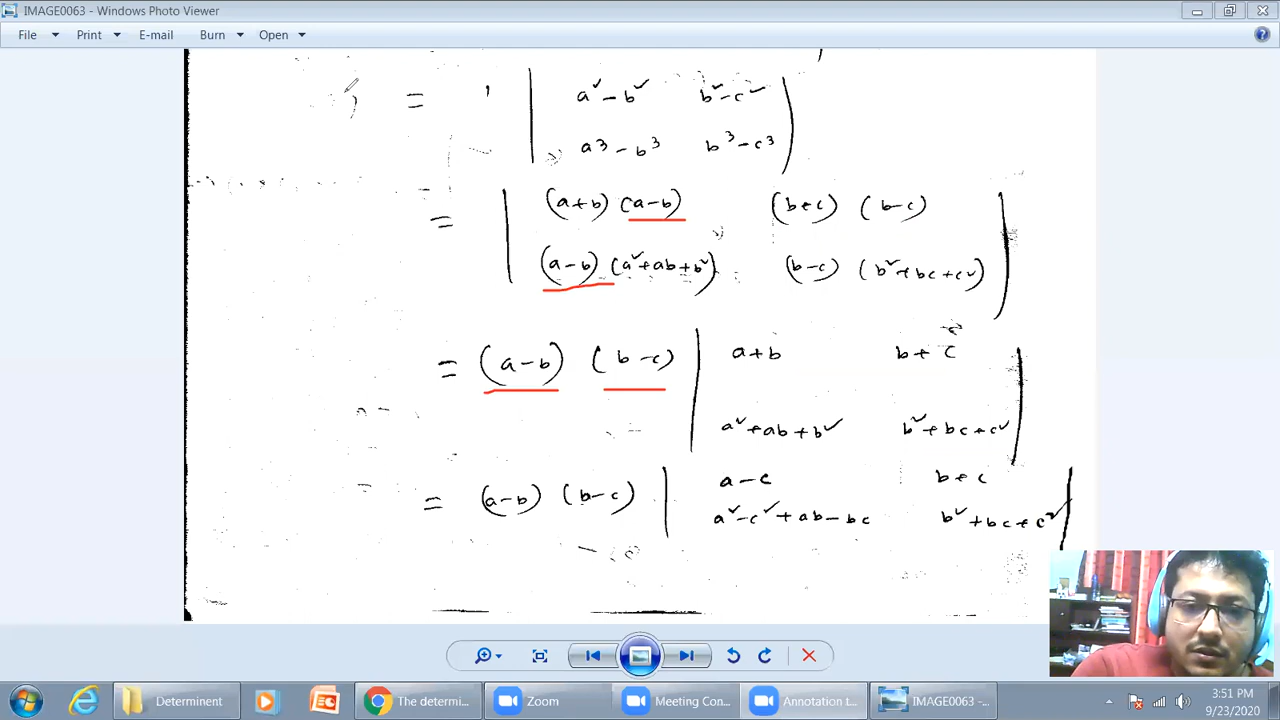 IMAGE0063 - Windows Photo Viewer
File Print E-mail Burn Open
= | a² - b² b² - c² |
a³ - b³ b³ - c³
= | (a+b) (a-b) (b+c) (b-c) |
(a-b) (a²+ab+b²) (b-c) (b²+bc+c²)
= (a-b) (b-c) | a+b b+c |
a²+ab+b² b²+bc+c²
= (a-b) (b-c) | a-c b+c |
a²-c²+ab-bc b²+bc+c²
Determinent
The determi...
Zoom
Meeting Con...
Annotation t...
IMAGE0063 -...
3:51 PM
9/23/2020